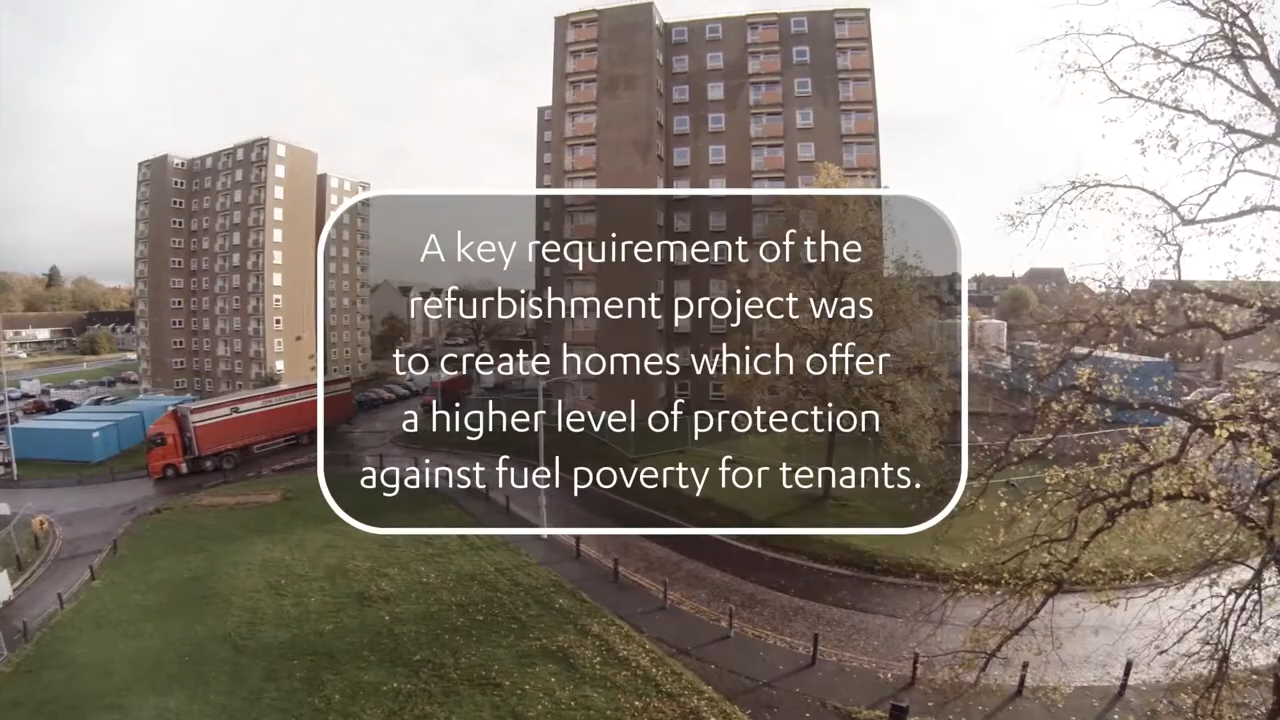 A key requirement of the
refurbishment project was
to create homes which offer
a higher level of protection
against fuel poverty for tenants.